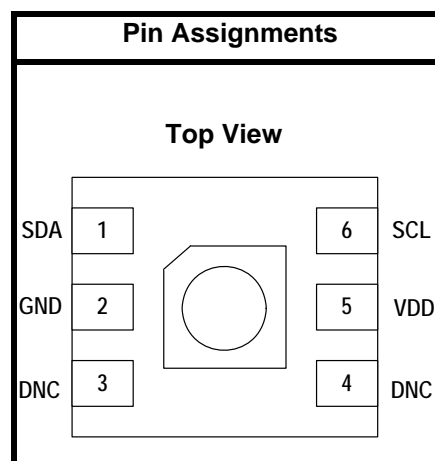 Pin Assignments
Top View
SDA 1 6 SCL
GND 2 5 VDD
DNC 3 4 DNC